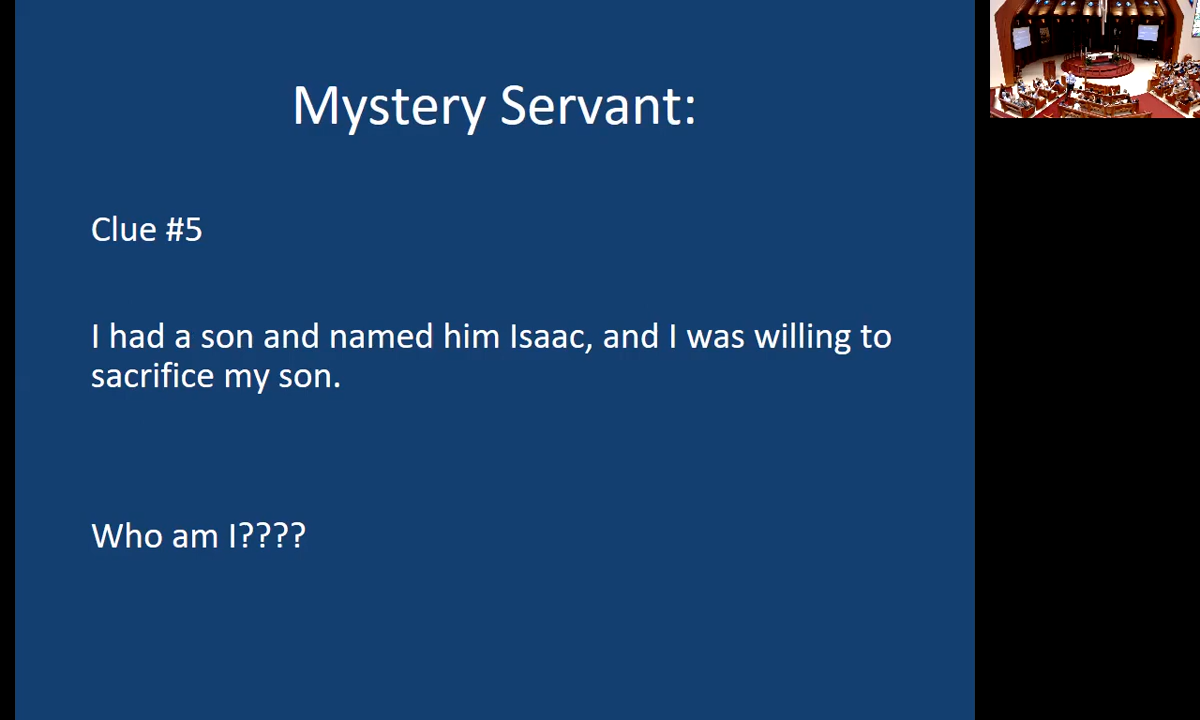 Mystery Servant:
Clue #5
I had a son and named him Isaac, and I was willing to
sacrifice my son.
Who am I????